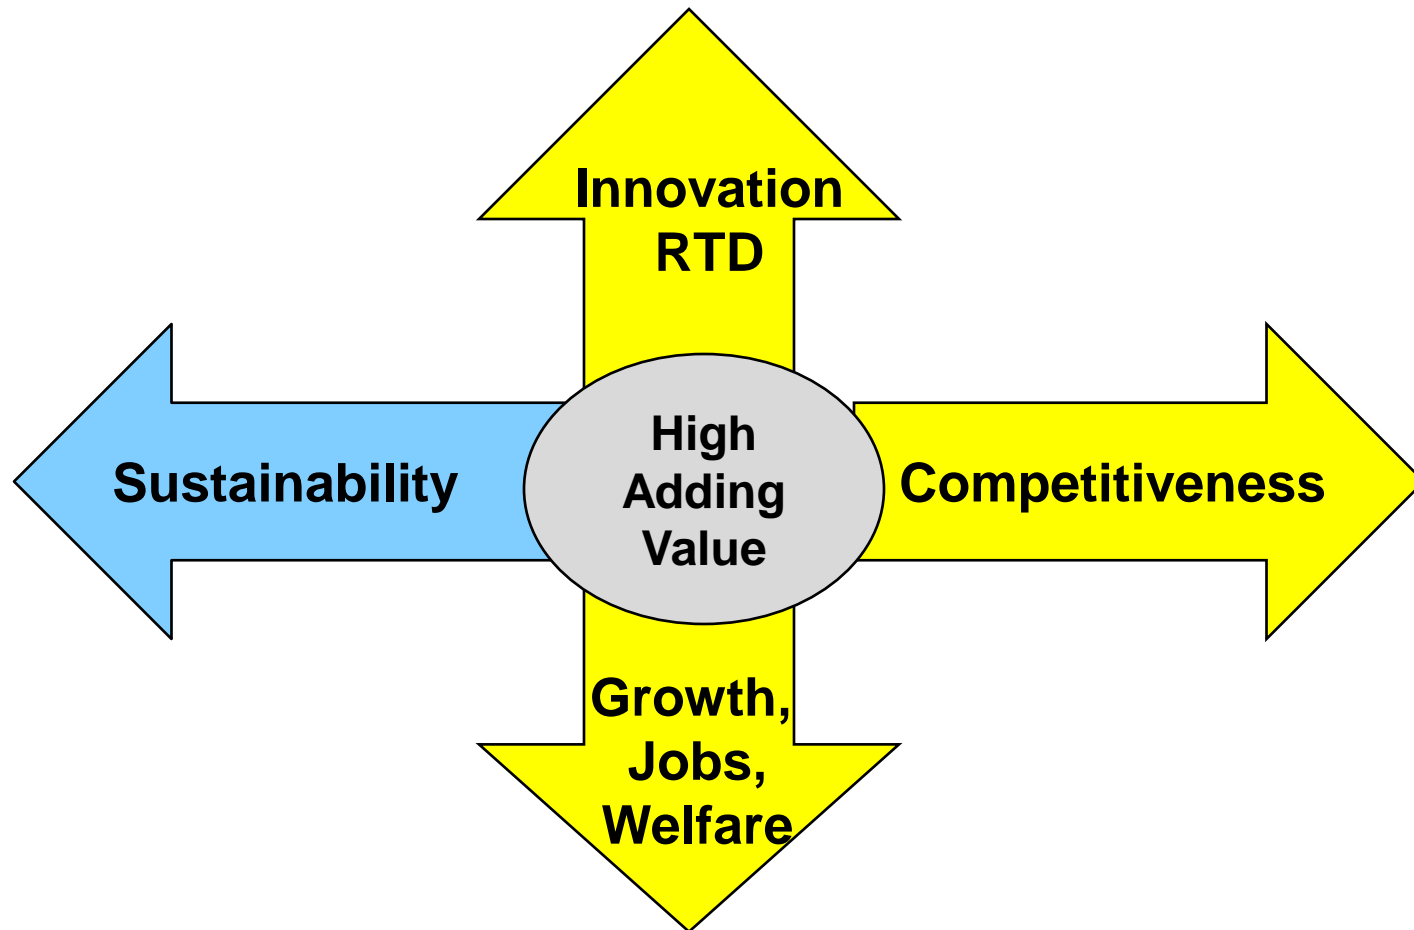 Innovation
RTD
Sustainability
High
Adding
Value
Competitiveness
Growth,
Jobs,
Welfare